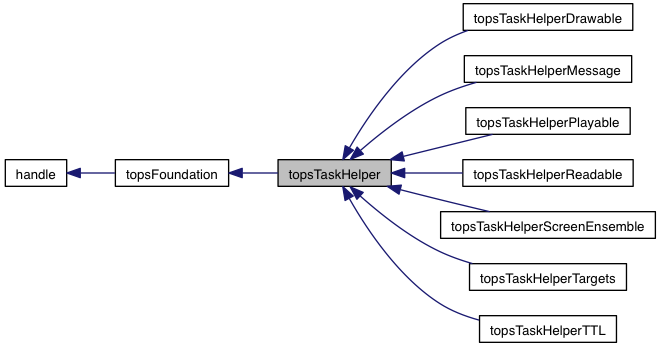 topsTaskHelperDrawable
topsTaskHelperMessage
topsTaskHelperPlayable
handle
topsFoundation
topsTaskHelper
topsTaskHelperReadable
topsTaskHelperScreenEnsemble
topsTaskHelperTargets
topsTaskHelperTTL